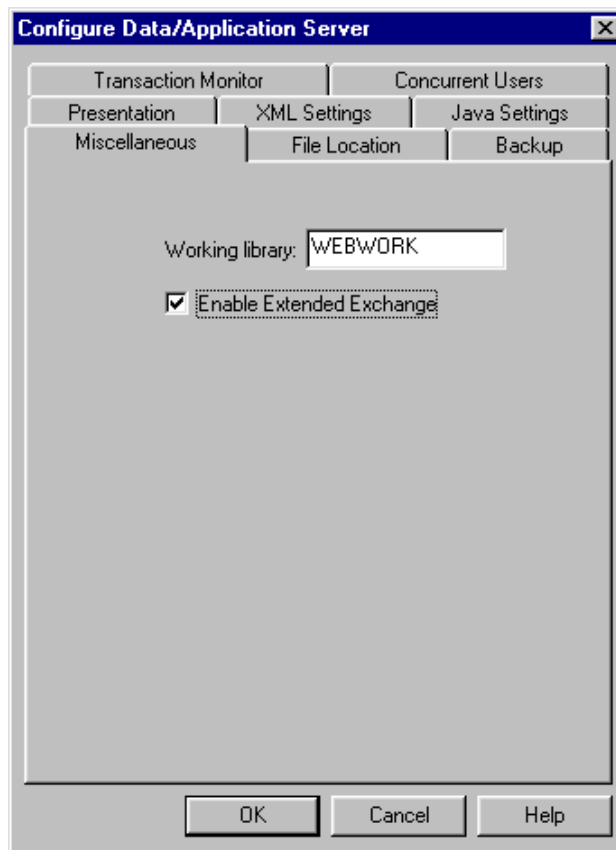 Configure Data/Application Server
Transaction Monitor Concurrent Users
Presentation XML Settings Java Settings
Miscellaneous File Location Backup
Working library: WEBWORK
Enable Extended Exchange
OK Cancel Help